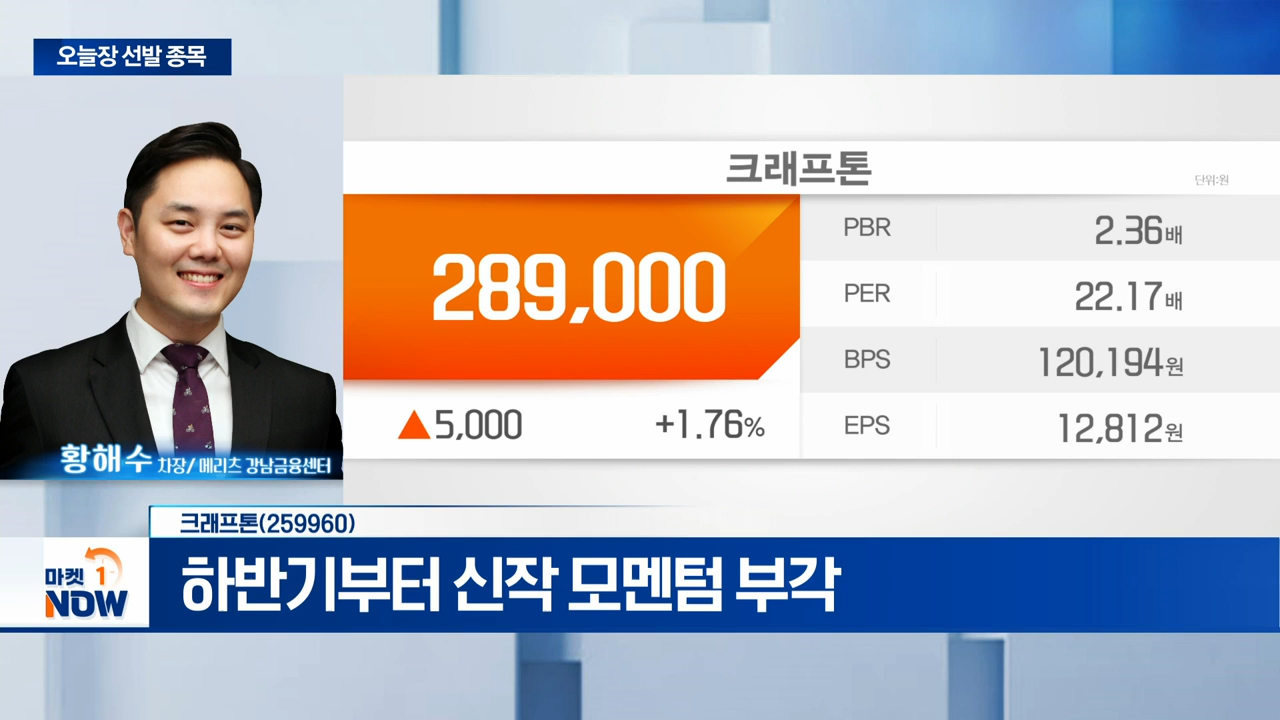 오늘장 선발 종목
크래프톤
단위:원
289,000
▲5,000 +1.76%
PBR 2.36배
PER 22.17배
BPS 120,194원
EPS 12,812원
황해수 차장/ 메리츠 강남금융센터
크래프톤(259960)
마켓 1
NOW
하반기부터 신작 모멘텀 부각